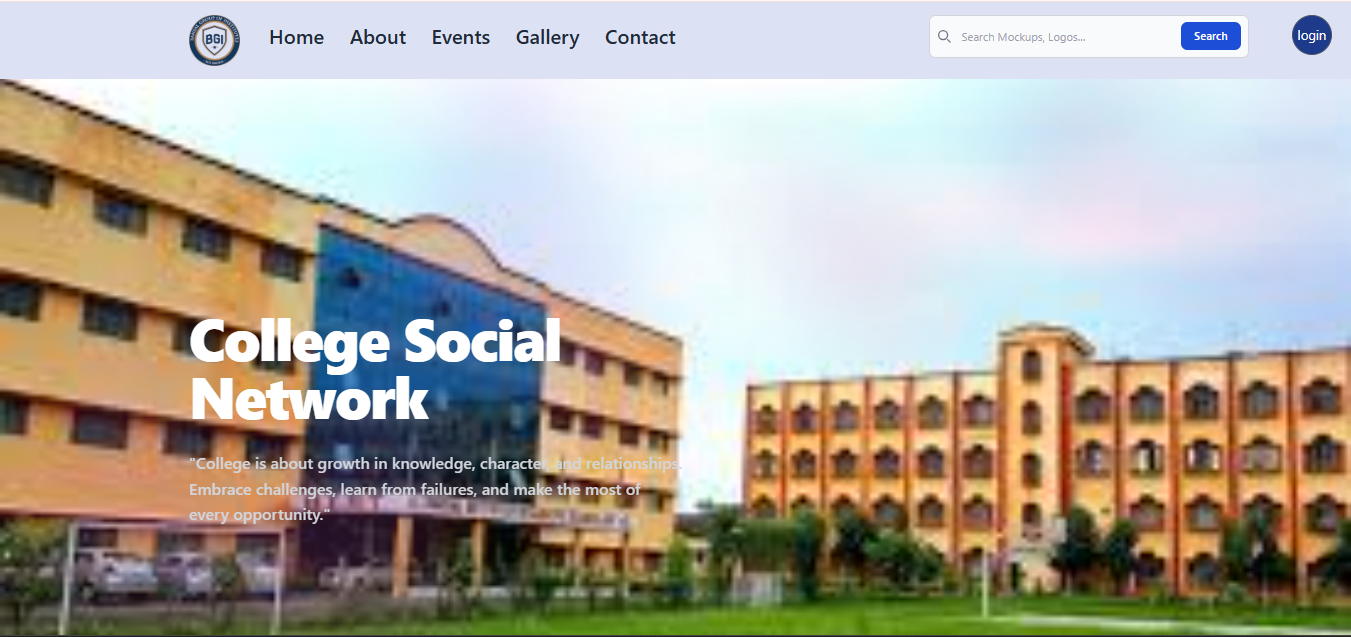 BGI
Home About Events Gallery Contact
Search Mockups, Logos...
Search
login
College Social
Network
"College is about growth in knowledge, character, and relationships.
Embrace challenges, learn from failures, and make the most of
every opportunity."